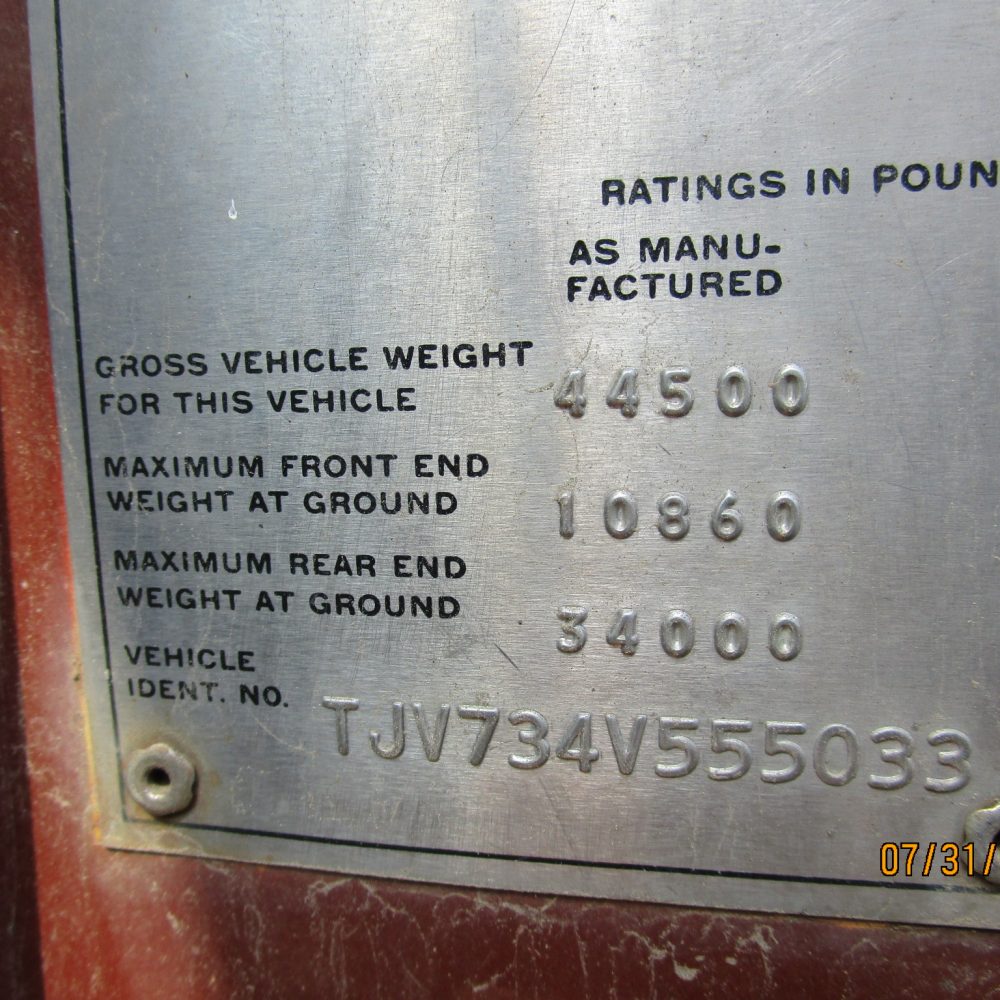 RATINGS IN POUN
AS MANU-
FACTURED
GROSS VEHICLE WEIGHT
FOR THIS VEHICLE 44500
MAXIMUM FRONT END
WEIGHT AT GROUND 10860
MAXIMUM REAR END
WEIGHT AT GROUND 34000
VEHICLE
IDENT. NO. TJV734V555033
07/31/